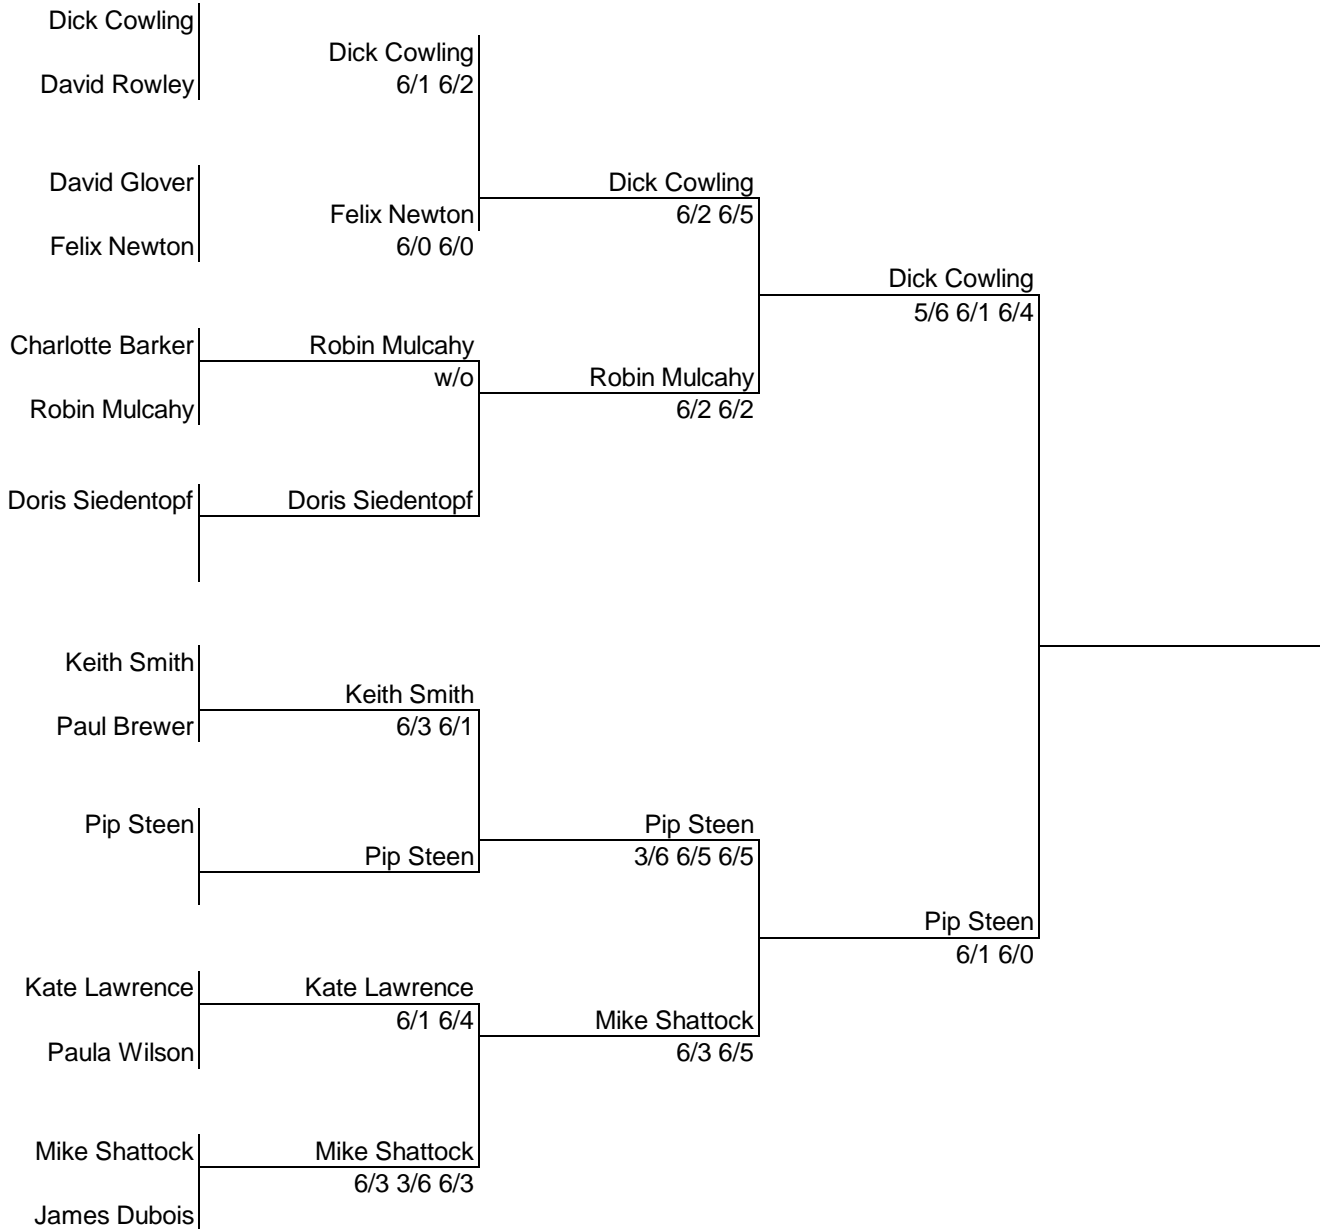 Dick Cowling
Dick Cowling
David Rowley
6/1 6/2
David Glover
Dick Cowling
Felix Newton
6/2 6/5
Felix Newton
6/0 6/0
Dick Cowling
5/6 6/1 6/4
Charlotte Barker
Robin Mulcahy
w/o
Robin Mulcahy
Robin Mulcahy
6/2 6/2
Doris Siedentopf
Doris Siedentopf
Keith Smith
Keith Smith
Paul Brewer
6/3 6/1
Pip Steen
Pip Steen
Pip Steen
3/6 6/5 6/5
Pip Steen
6/1 6/0
Kate Lawrence
Kate Lawrence
6/1 6/4
Mike Shattock
Paula Wilson
6/3 6/5
Mike Shattock
Mike Shattock
6/3 3/6 6/3
James Dubois